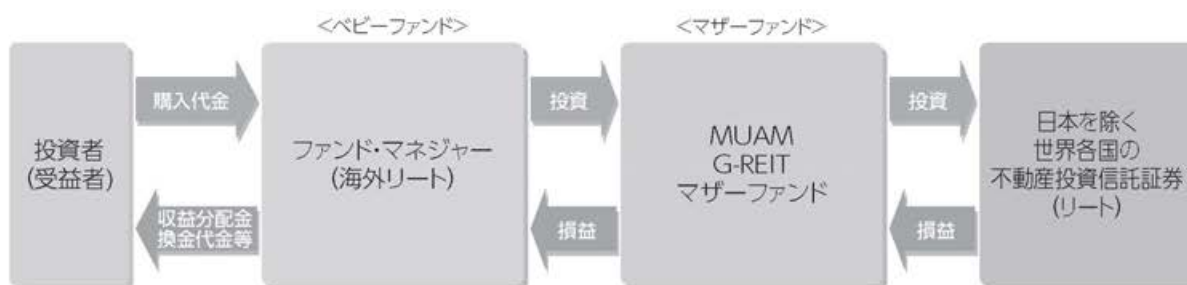 <ベビーファンド>
<マザーファンド>
投資者
(受益者)
購入代金
収益分配金
換金代金等
ファンド・マネジャー
(海外リート)
投資
損益
MUAM
G-REIT
マザーファンド
投資
損益
日本を除く
世界各国の
不動産投資信託証券
(リート)